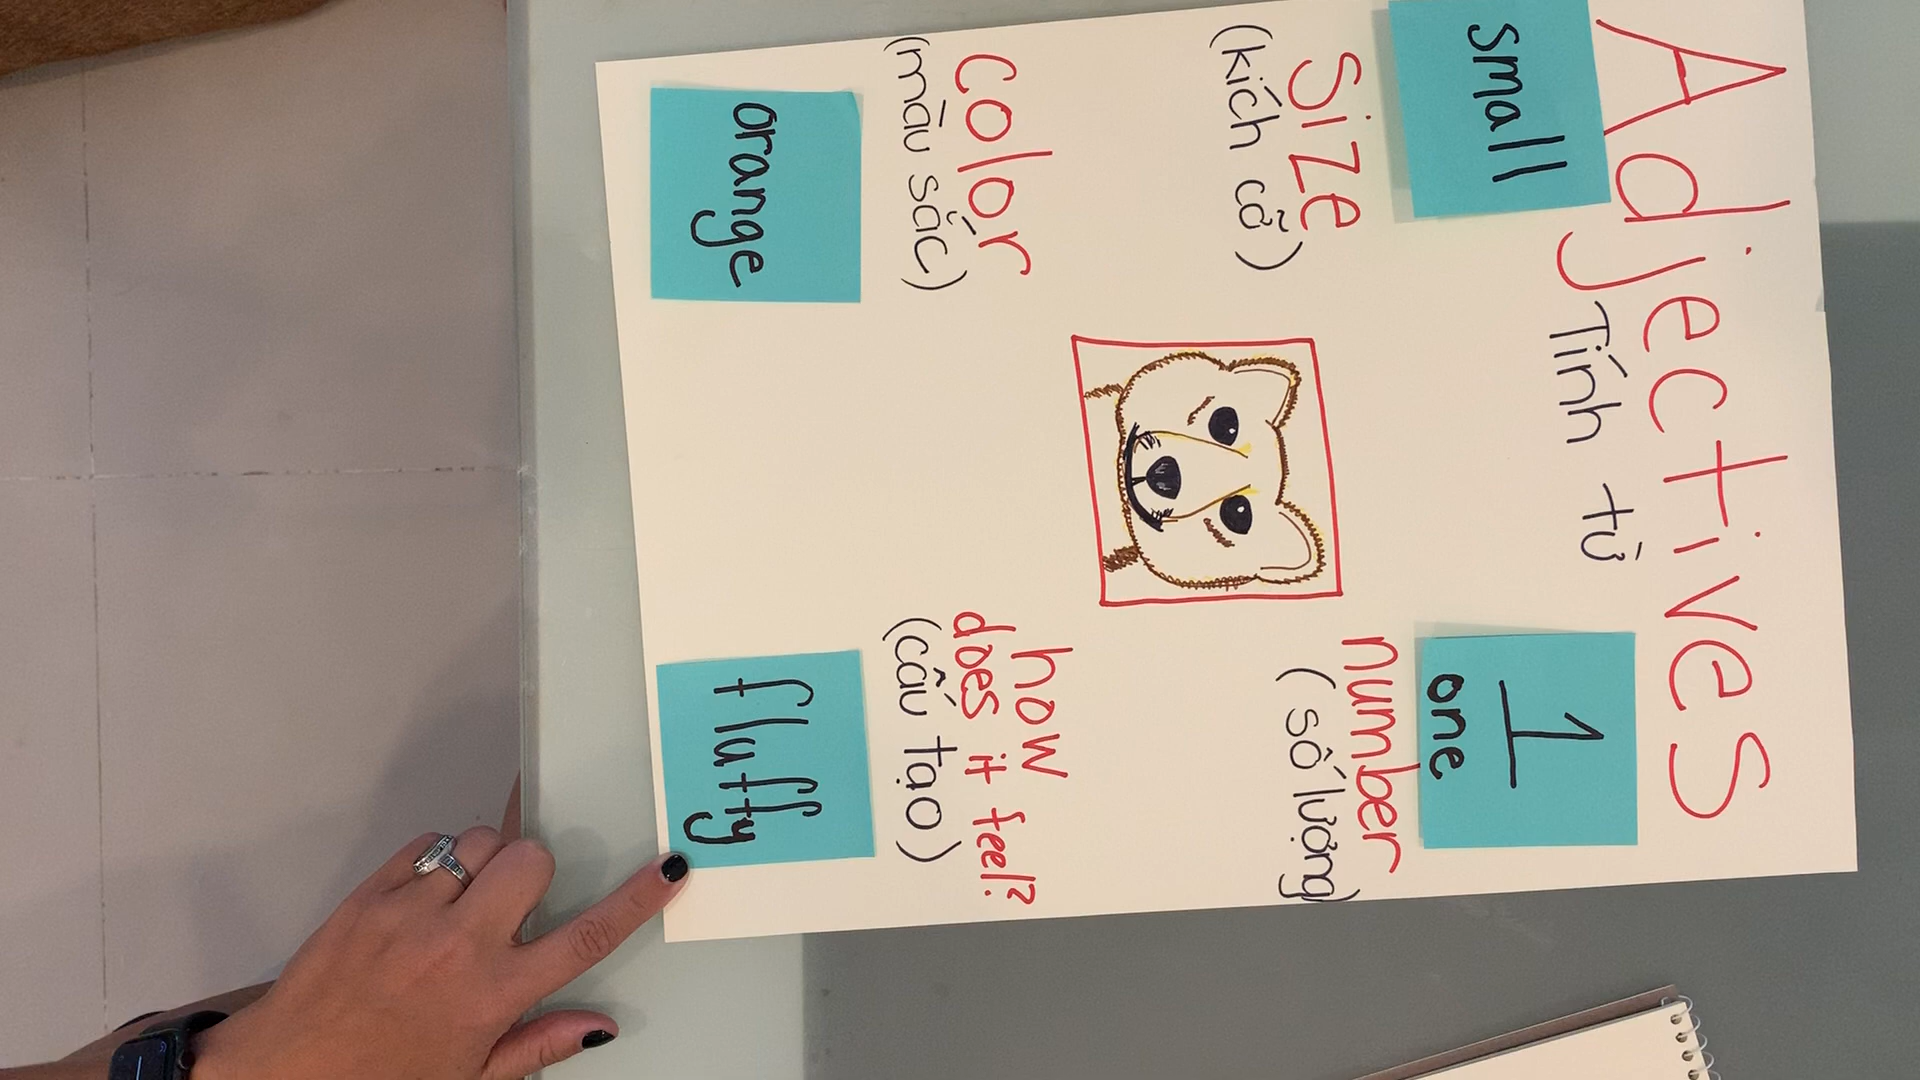 Adjectives
Tính từ
small
Size
(kích cỡ)
1
one
number
(số lượng)
color
(màu sắc)
orange
how
does it feel?
(cấu tạo)
fluffy